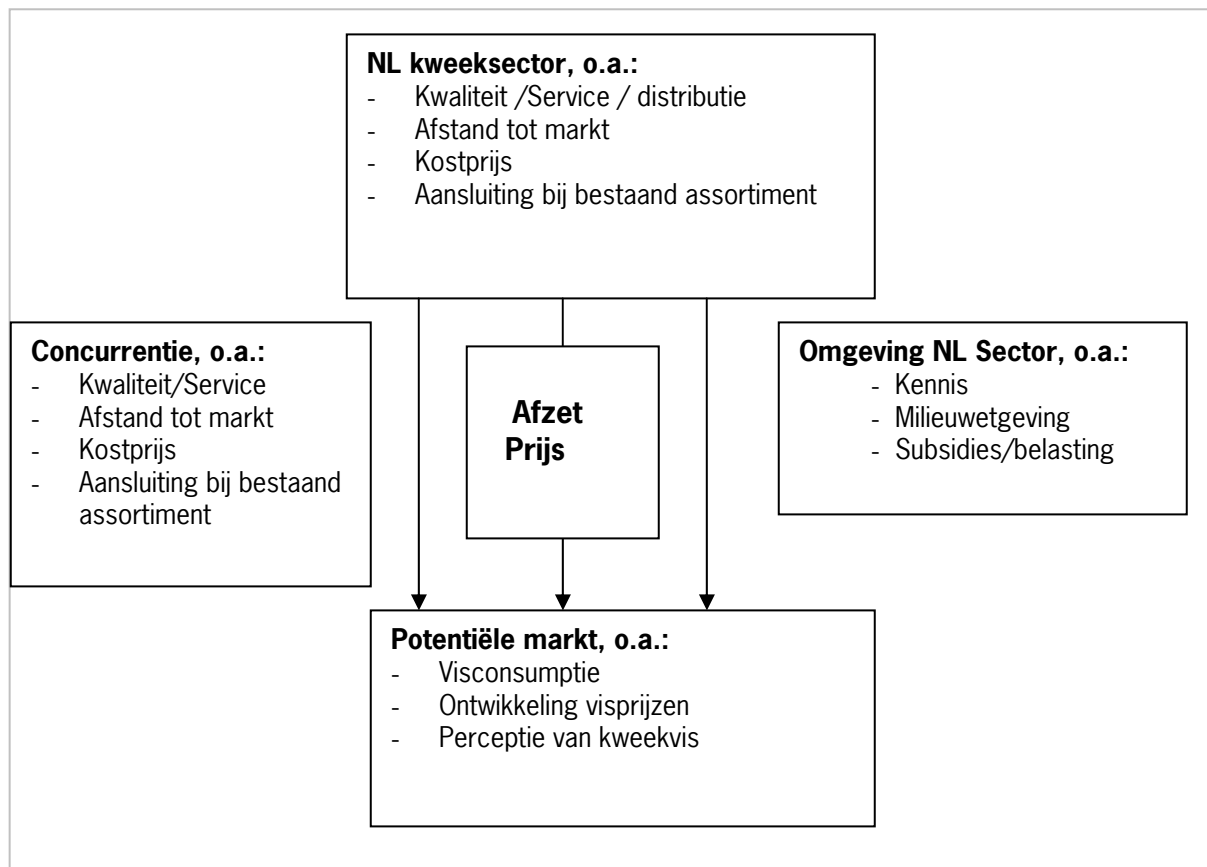 NL kweeksector, o.a.:
- Kwaliteit /Service / distributie
- Afstand tot markt
- Kostprijs
- Aansluiting bij bestaand assortiment
Concurrentie, o.a.:
- Kwaliteit/Service
- Afstand tot markt
- Kostprijs
- Aansluiting bij bestaand
assortiment
Afzet
Prijs
Omgeving NL Sector, o.a.:
- Kennis
- Milieuwetgeving
- Subsidies/belasting
Potentiële markt, o.a.:
- Visconsumptie
- Ontwikkeling visprijzen
- Perceptie van kweekvis